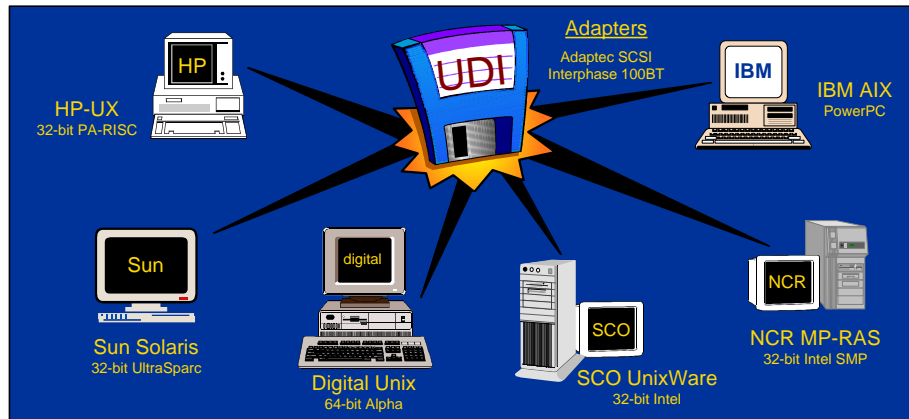 Adapters
Adaptec SCSI
Interphase 100BT
UDI
HP
HP-UX
32-bit PA-RISC
IBM
IBM AIX
PowerPC
Sun
Sun Solaris
32-bit UltraSparc
digital
Digital Unix
64-bit Alpha
SCO
SCO UnixWare
32-bit Intel
NCR
NCR MP-RAS
32-bit Intel SMP